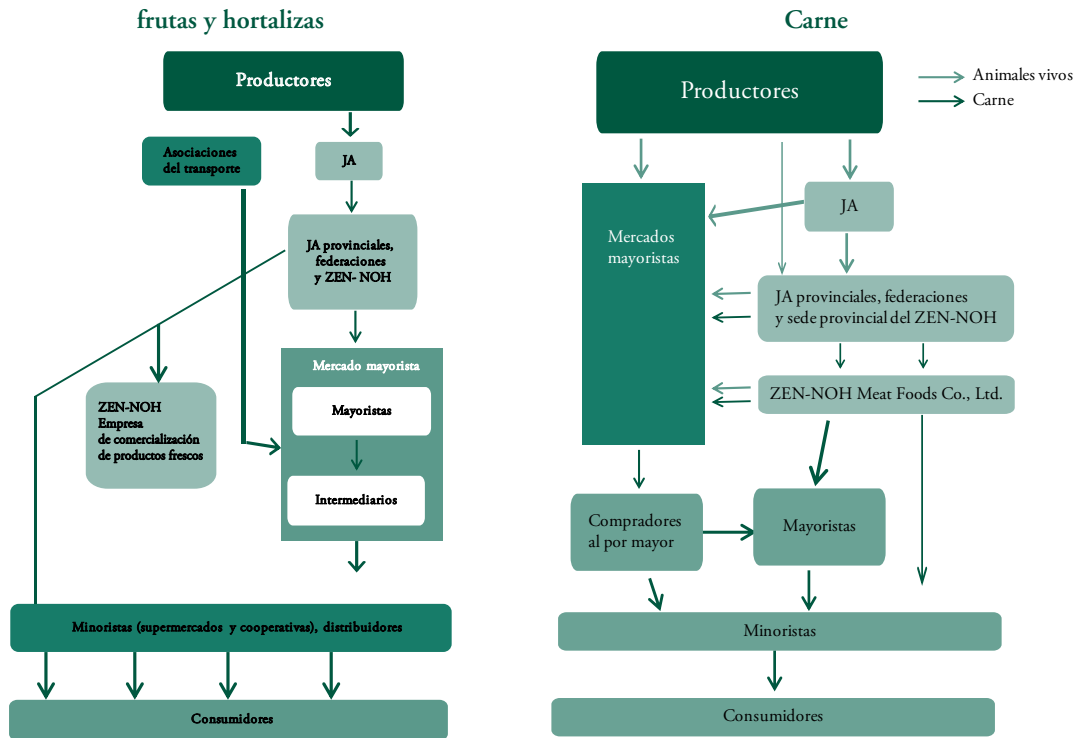 frutas y hortalizas
Productores
Asociaciones
del transporte
JA
JA provinciales,
federaciones
y ZEN- NOH
Mercado mayorista
Mayoristas
Intermediarios
ZEN-NOH
Empresa
de comercialización
de productos frescos
Minoristas (supermercados y cooperativas), distribuidores
Consumidores
Carne
Productores
Animales vivos
Carne
JA
Mercados
mayoristas
JA provinciales, federaciones
y sede provincial del ZEN-NOH
ZEN-NOH Meat Foods Co., Ltd.
Compradores
al por mayor
Mayoristas
Minoristas
Consumidores